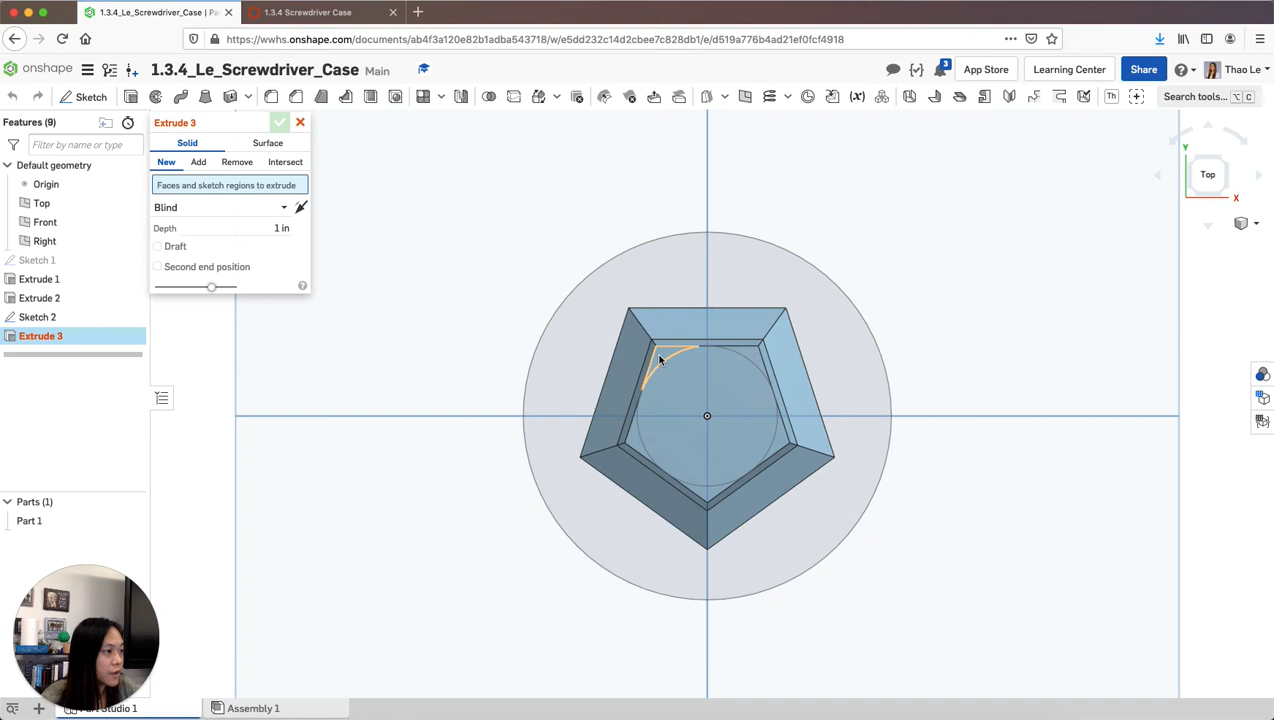 1.3.4_Le_Screwdriver_Case | Pa
1.3.4 Screwdriver Case
https://wwhs.onshape.com/documents/ab4f3a120e82b1adba543718/w/e5dd232c14d2cbee7c828db1/e/d519a776b4ad21ef0fcf4918
onshape
1.3.4_Le_Screwdriver_Case Main
3
App Store
Learning Center
Share
Thao Le
Sketch
Th
Search tools...
C
Features (9)
Filter by name or type
Default geometry
Origin
Top
Front
Right
Sketch 1
Extrude 1
Extrude 2
Sketch 2
Extrude 3
Extrude 3
Solid
Surface
New
Add
Remove
Intersect
Faces and sketch regions to extrude
Blind
Depth
1 in
Draft
Second end position
Y
Top
X
Parts (1)
Part 1
Part Studio 1
Assembly 1